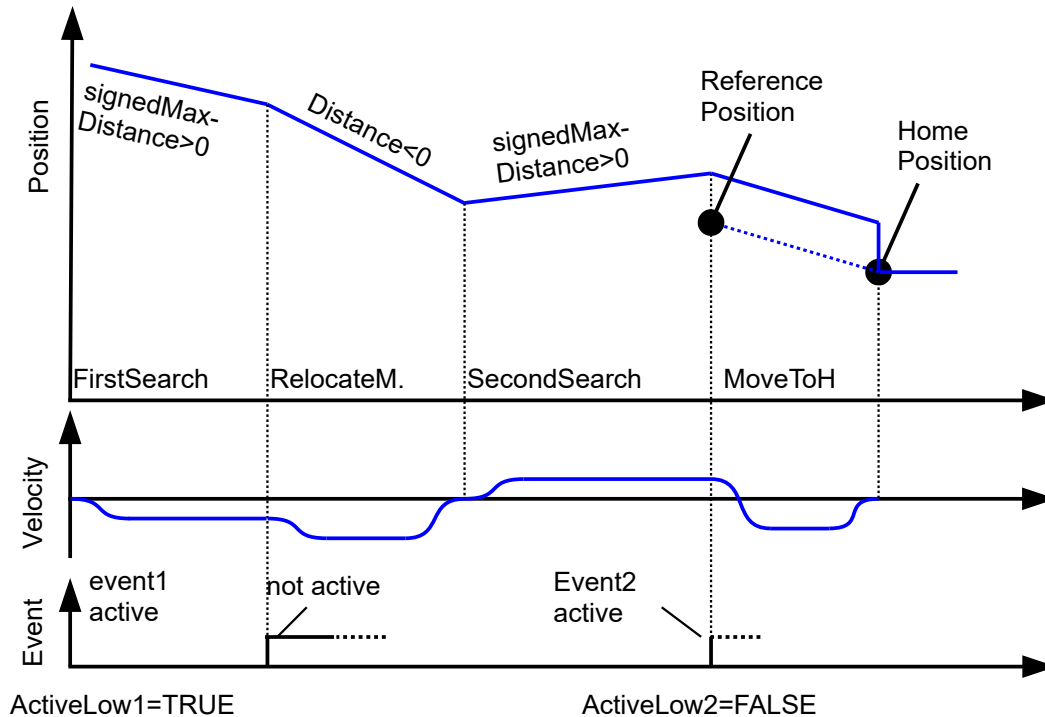 Position
signedMax-
Distance>0
Distance<0
signedMax-
Distance>0
Reference
Position
Home
Position
FirstSearch
RelocateM.
SecondSearch
MoveToH
Velocity
Event
event1
active
not active
Event2
active
ActiveLow1=TRUE
ActiveLow2=FALSE